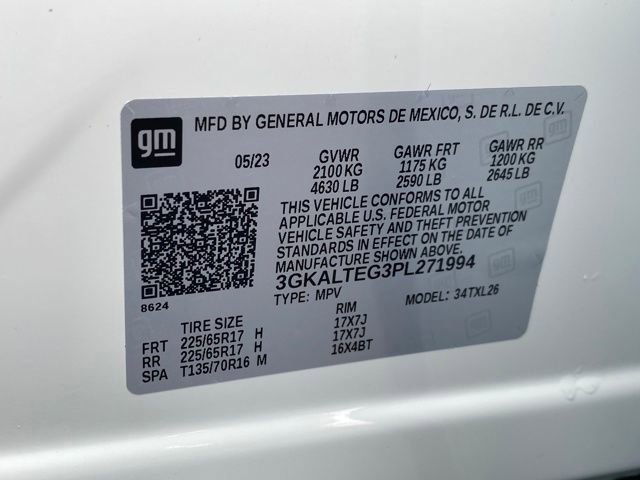 gm
MFD BY GENERAL MOTORS DE MEXICO, S. DE R.L. DE C.V.
05/23 GVWR GAWR FRT GAWR RR
2100 KG 1175 KG 1200 KG
4630 LB 2590 LB 2645 LB
THIS VEHICLE CONFORMS TO ALL
APPLICABLE U.S. FEDERAL MOTOR
VEHICLE SAFETY AND THEFT PREVENTION
STANDARDS IN EFFECT ON THE DATE OF
MANUFACTURE SHOWN ABOVE.
3GKALTEG3PL271994
8624
TYPE: MPV MODEL: 34TXL26
TIRE SIZE RIM
FRT 225/65R17 H 17X7J
RR 225/65R17 H 17X7J
SPA T135/70R16 M 16X4BT